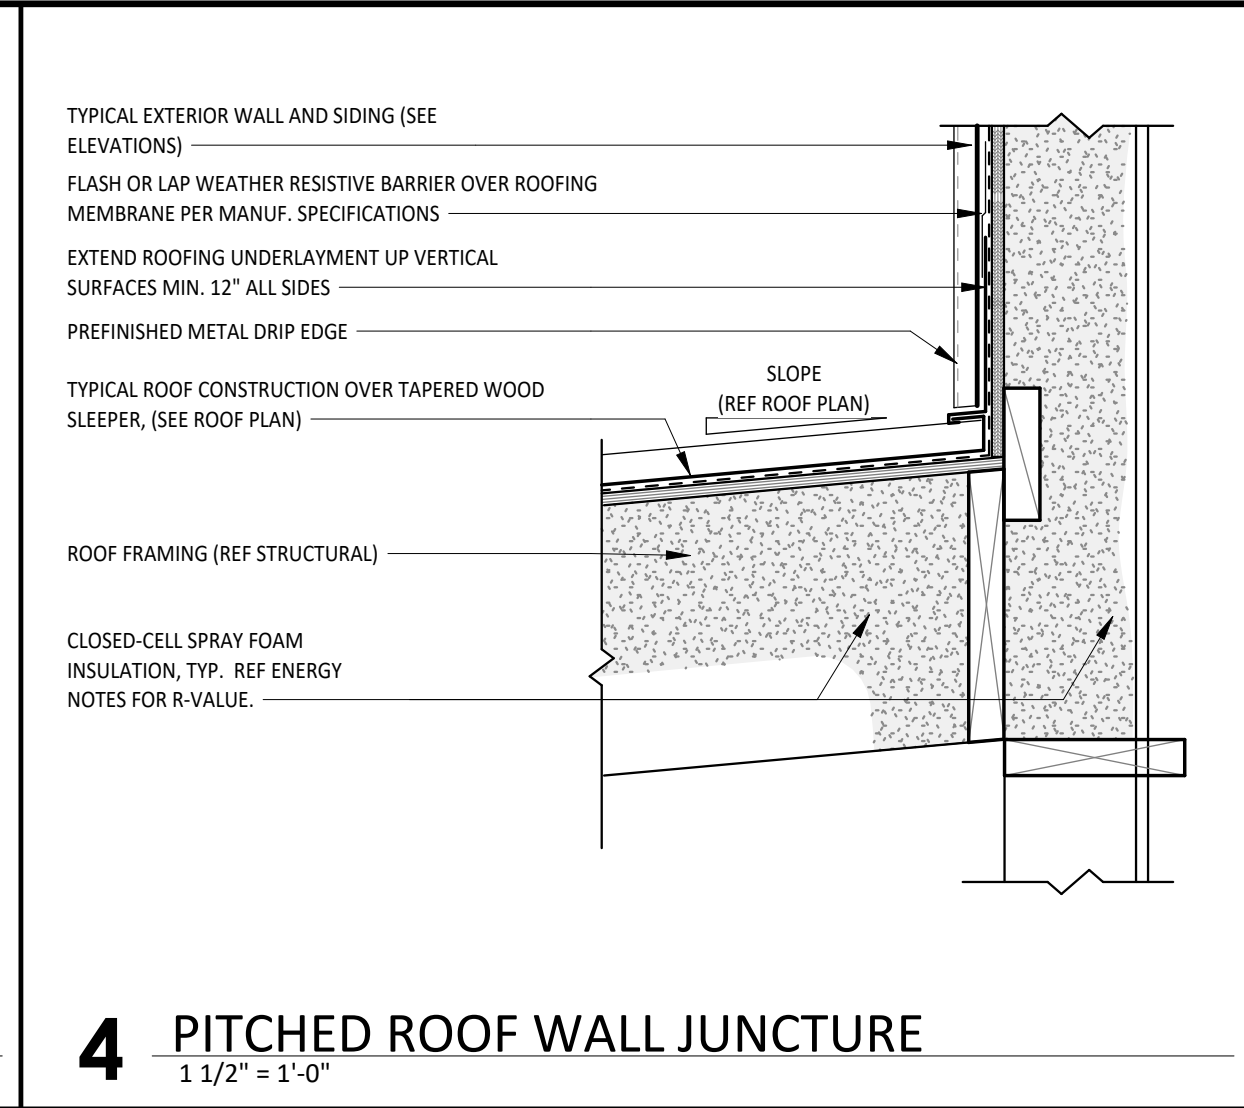 TYPICAL EXTERIOR WALL AND SIDING (SEE
ELEVATIONS)
FLASH OR LAP WEATHER RESISTIVE BARRIER OVER ROOFING
MEMBRANE PER MANUF. SPECIFICATIONS
EXTEND ROOFING UNDERLAYMENT UP VERTICAL
SURFACES MIN. 12" ALL SIDES
PREFINISHED METAL DRIP EDGE
TYPICAL ROOF CONSTRUCTION OVER TAPERED WOOD
SLEEPER, (SEE ROOF PLAN)
SLOPE
(REF ROOF PLAN)
ROOF FRAMING (REF STRUCTURAL)
CLOSED-CELL SPRAY FOAM
INSULATION, TYP. REF ENERGY
NOTES FOR R-VALUE.
4 PITCHED ROOF WALL JUNCTURE
1 1/2" = 1'-0"